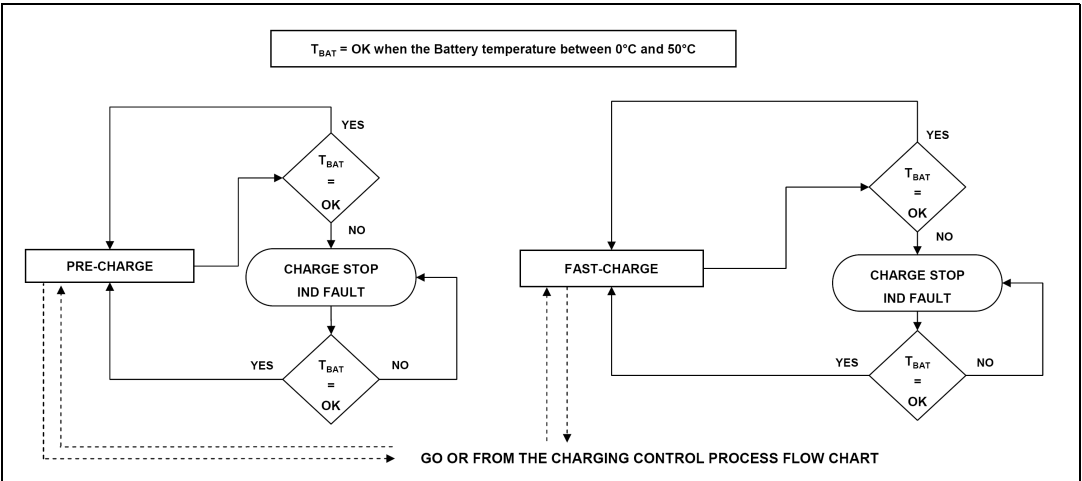 T_BAT = OK when the Battery temperature between 0°C and 50°C
YES
T_BAT
=
OK
NO
PRE-CHARGE
CHARGE STOP
IND FAULT
YES
T_BAT
=
OK
NO
YES
T_BAT
=
OK
NO
FAST-CHARGE
CHARGE STOP
IND FAULT
YES
T_BAT
=
OK
NO
GO OR FROM THE CHARGING CONTROL PROCESS FLOW CHART